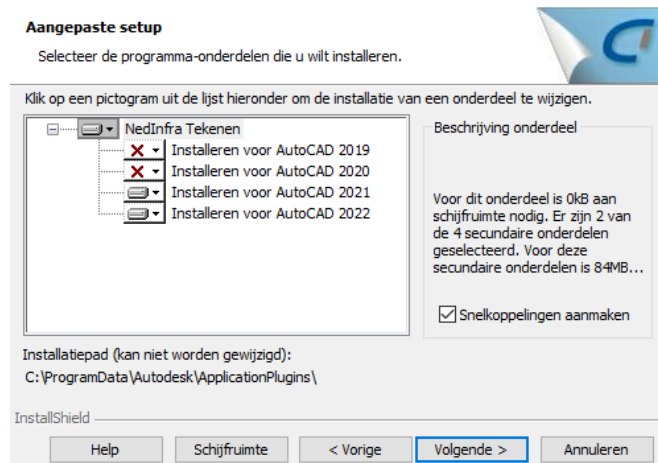 Aangepaste setup
Selecteer de programma-onderdelen die u wilt installeren.
Klik op een pictogram uit de lijst hieronder om de installatie van een onderdeel te wijzigen.
NedInfra Tekenen
Installeren voor AutoCAD 2019
Installeren voor AutoCAD 2020
Installeren voor AutoCAD 2021
Installeren voor AutoCAD 2022
Beschrijving onderdeel
Voor dit onderdeel is 0kB aan
schijfruimte nodig. Er zijn 2 van
de 4 secundaire onderdelen
geselecteerd. Voor deze
secundaire onderdelen is 84MB...
Snelkoppelingen aanmaken
Installatiepad (kan niet worden gewijzigd):
C:\ProgramData\Autodesk\ApplicationPlugins\
InstallShield
Help
Schijfruimte
< Vorige
Volgende >
Annuleren